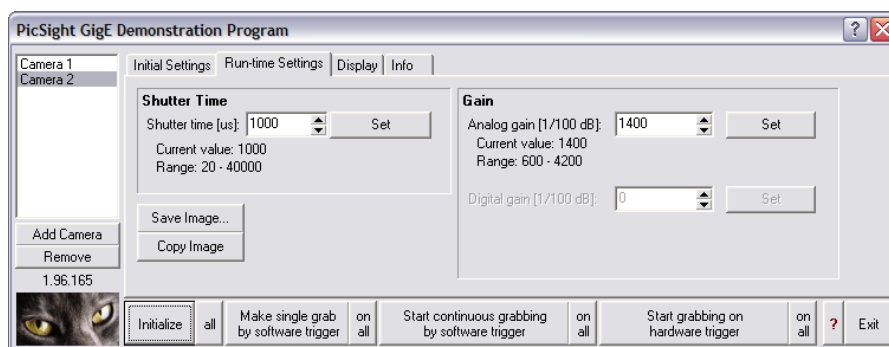 PicSight GigE Demonstration Program
?
Camera 1
Camera 2
Initial Settings
Run-time Settings
Display
Info
Shutter Time
Shutter time [us]:
1000
Set
Current value: 1000
Range: 20 - 40000
Gain
Analog gain [1/100 dB]:
1400
Set
Current value: 1400
Range: 600 - 4200
Digital gain [1/100 dB]:
0
Set
Save Image...
Copy Image
Add Camera
Remove
1.96.165
Initialize
all
Make single grab
by software trigger
on
all
Start continuous grabbing
by software trigger
on
all
Start grabbing on
hardware trigger
on
all
?
Exit